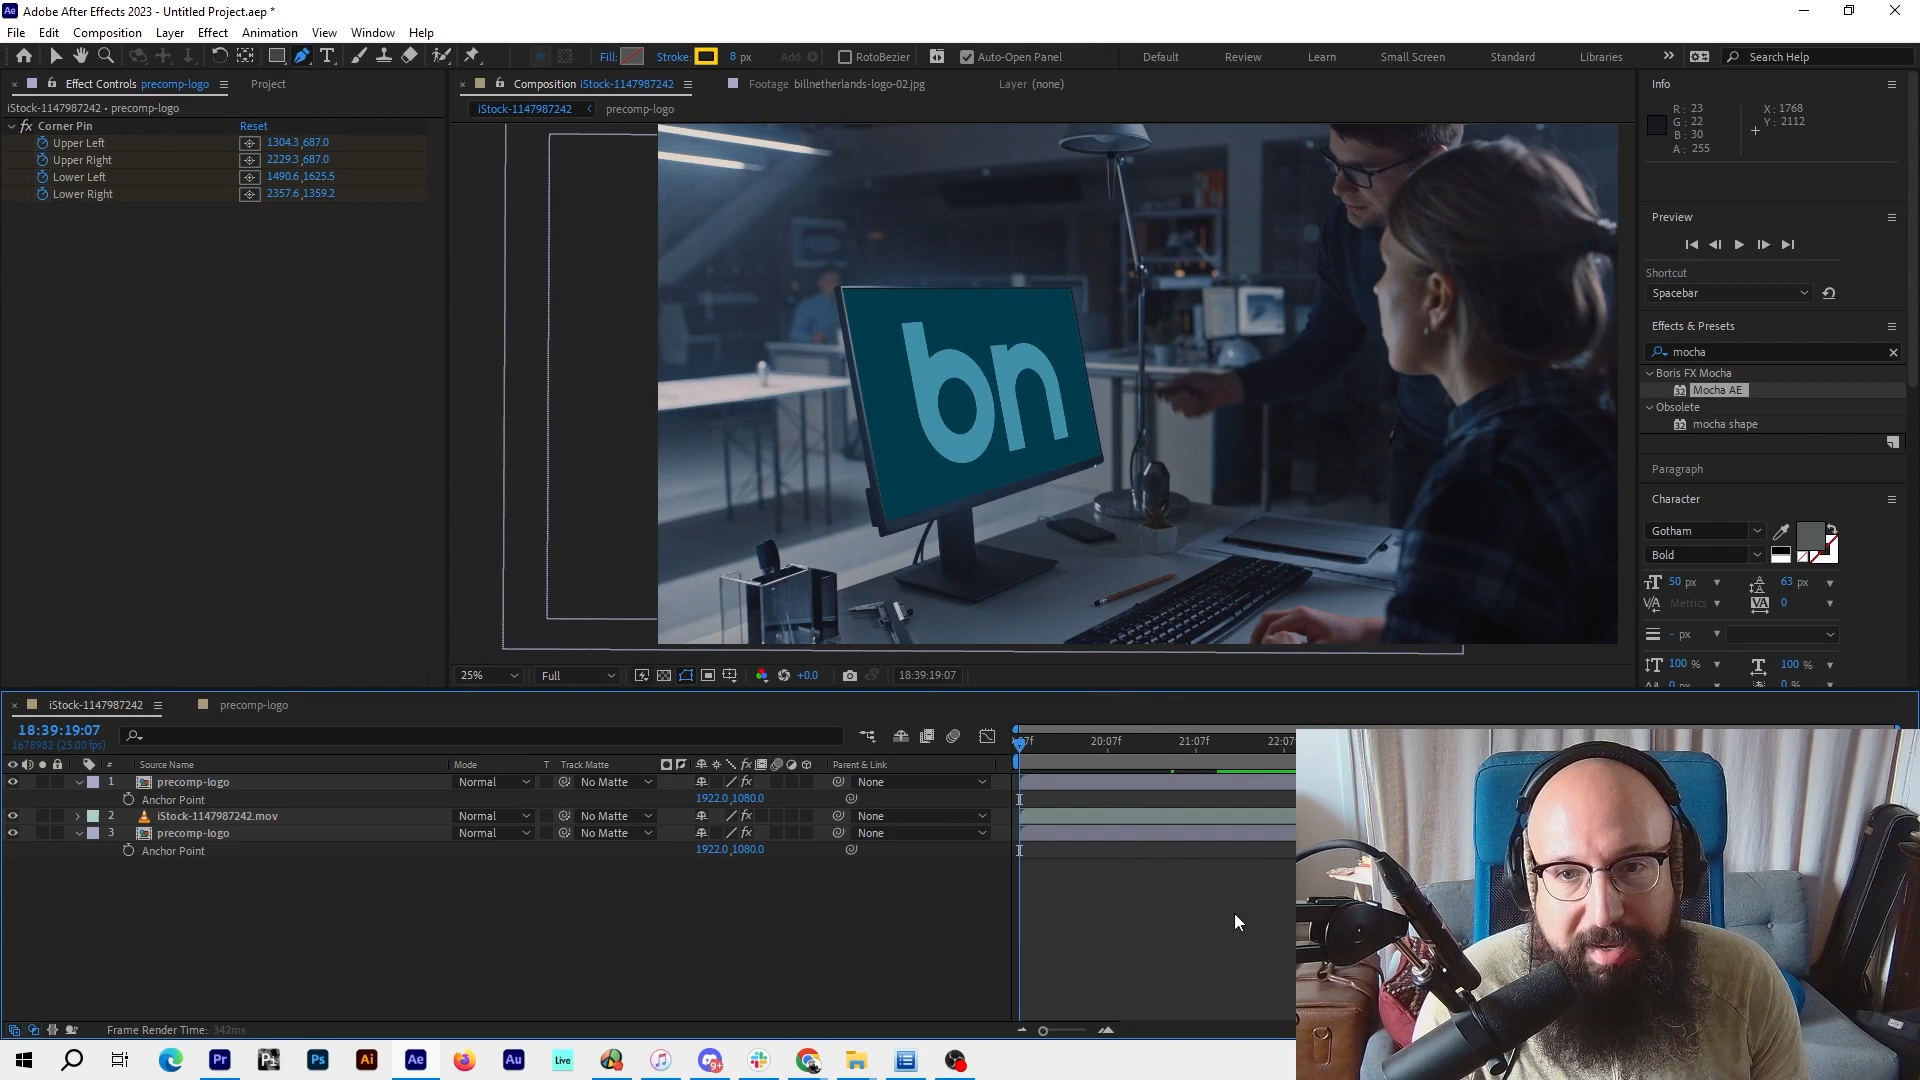 Adobe After Effects 2023 - Untitled Project.aep *
File Edit Composition Layer Effect Animation View Window Help
Fill: Stroke: 8 px Add: RotoBezier Auto-Open Panel Default Review Learn Small Screen Standard Libraries Search Help
Effect Controls precomp-logo Project
iStock-1147987242 • precomp-logo
fx Corner Pin Reset
Upper Left 1304.3,687.0
Upper Right 2229.3,687.0
Lower Left 1490.6,1625.5
Lower Right 2357.6,1359.2
Composition iStock-1147987242 Footage billnetherlands-logo-02.jpg Layer (none)
iStock-1147987242 precomp-logo
bn
25% Full +0.0 18:39:19:07
Info
R : 23
G : 22
B : 30
A : 255
X : 1768
Y : 2112
Preview
Shortcut
Spacebar
Effects & Presets
mocha
Boris FX Mocha
Mocha AE
Obsolete
mocha shape
Paragraph
Character
Gotham
Bold
50 px 63 px
Metrics 0
- px
100 % 100 %
0 px 0 %
iStock-1147987242 precomp-logo
18:39:19:07
1678982 (25.00 fps)
20:07f 21:07f
# Source Name Mode T Track Matte Parent & Link
1 precomp-logo Normal No Matte None
Anchor Point 1922.0,1080.0
2 iStock-1147987242.mov Normal No Matte None
3 precomp-logo Normal No Matte None
Anchor Point 1922.0,1080.0
Frame Render Time: 342ms
Pr Ps Ai Ae Au Live